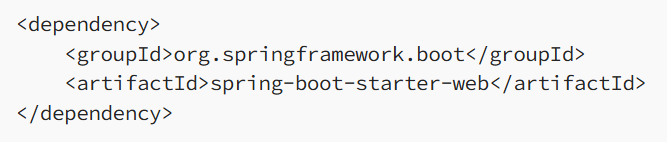 <dependency>
    <groupId>org.springframework.boot</groupId>
    <artifactId>spring-boot-starter-web</artifactId>
</dependency>